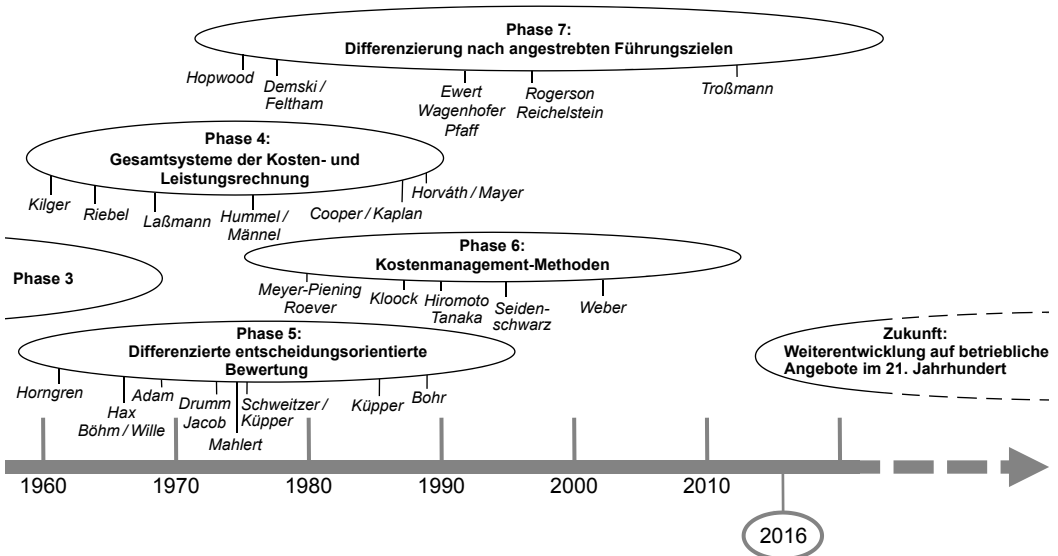 Phase 7:
Differenzierung nach angestrebten Führungszielen
Hopwood
Demski /
Feltham
Ewert
Wagenhofer
Pfaff
Rogerson
Reichelstein
Troßmann
Phase 4:
Gesamtsysteme der Kosten- und
Leistungsrechnung
Kilger
Riebel
Laßmann
Hummel /
Männel
Cooper / Kaplan
Horváth / Mayer
Phase 3
Phase 6:
Kostenmanagement-Methoden
Meyer-Piening
Roever
Kloock
Hiromoto
Tanaka
Seiden-
schwarz
Weber
Phase 5:
Differenzierte entscheidungsorientierte
Bewertung
Horngren
Hax
Böhm / Wille
Adam
Drumm
Jacob
Mahlert
Schweitzer /
Küpper
Küpper
Bohr
Zukunft:
Weiterentwicklung auf betriebliche
Angebote im 21. Jahrhundert
1960
1970
1980
1990
2000
2010
2016